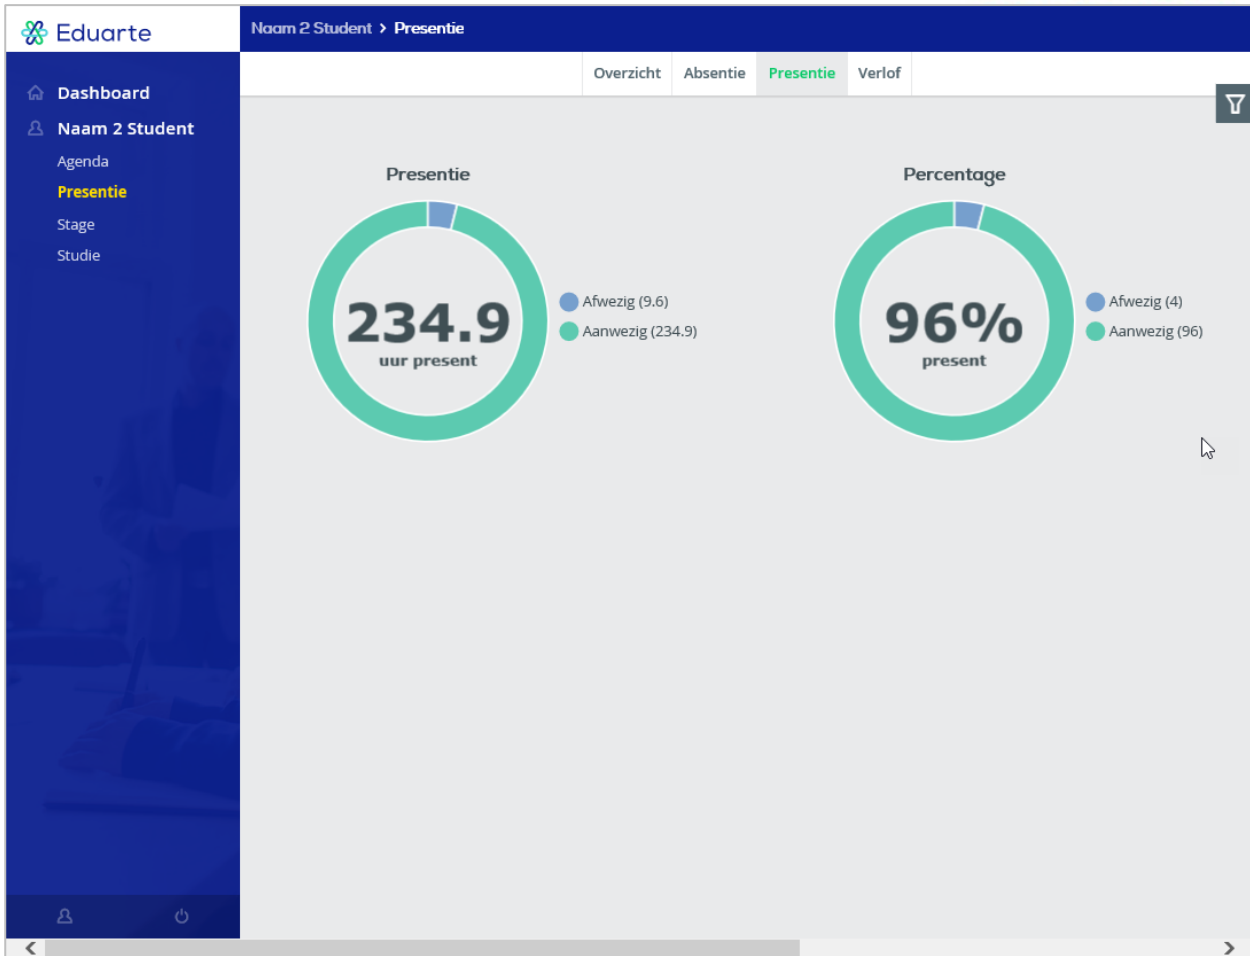 Eduarte
Naam 2 Student > Presentie
Overzicht Absentie Presentie Verlof
Dashboard
Naam 2 Student
Agenda
Presentie
Stage
Studie
Presentie
234.9
uur present
Afwezig (9.6)
Aanwezig (234.9)
Percentage
96%
present
Afwezig (4)
Aanwezig (96)